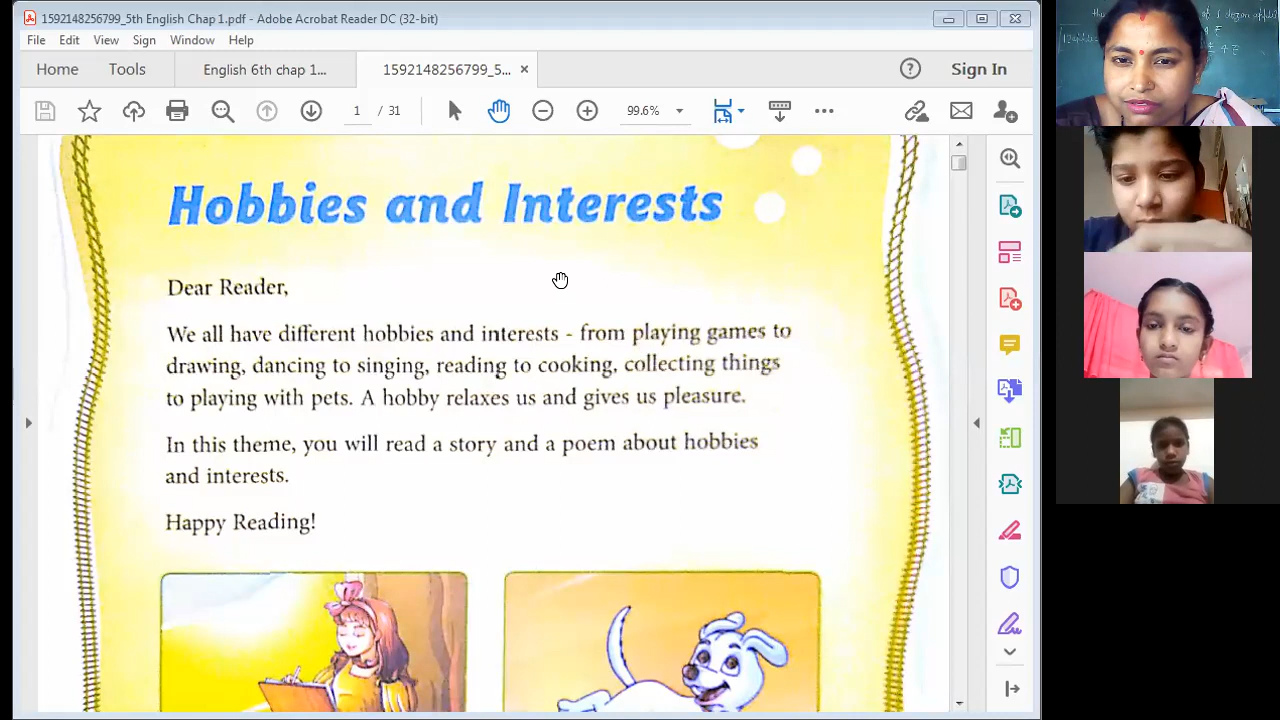 1592148256799_5th English Chap 1.pdf - Adobe Acrobat Reader DC (32-bit)
File Edit View Sign Window Help
Home Tools English 6th chap 1... 1592148256799_5... × Sign In
1 / 31 99.6%
Hobbies and Interests
Dear Reader,
We all have different hobbies and interests - from playing games to
drawing, dancing to singing, reading to cooking, collecting things
to playing with pets. A hobby relaxes us and gives us pleasure.
In this theme, you will read a story and a poem about hobbies
and interests.
Happy Reading!